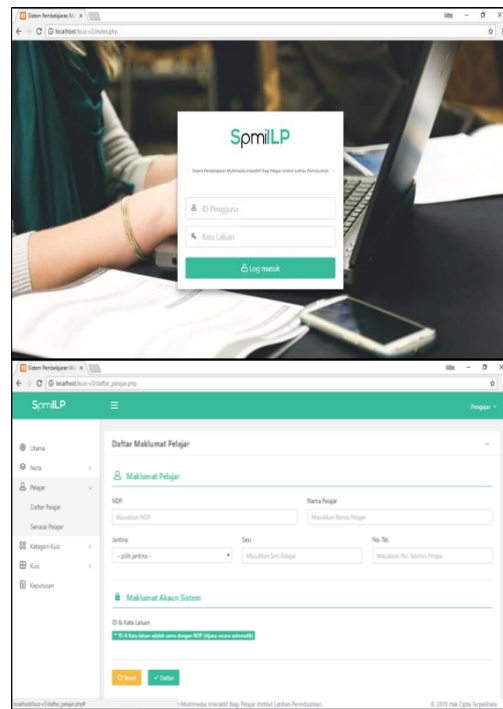 Sistem Pembelajaran Mu
localhost/kuiz-v2/index.php
SpmiILP
Sistem Pembelajaran Multimedia Interaktif Bagi Pelajar Institut Latihan Perindustrian
ID Pengguna
Kata Laluan
Log masuk
Sistem Pembelajaran Mu
localhost/kuiz-v2/daftar_pelajar.php
SpmiILP
Pengajar
Utama
Nota
Pelajar
Daftar Pelajar
Senarai Pelajar
Kategori Kuiz
Kuiz
Keputusan
Daftar Maklumat Pelajar
Maklumat Pelajar
NDP
Nama Pelajar
Masukkan NDP
Masukkan Nama Pelajar
Jantina
Sesi
No. Tel.
- pilih jantina -
Masukkan Sesi Belajar
Masukkan No. Telefon Pelajar
Maklumat Akaun Sistem
ID & Kata Laluan
** ID & Kata laluan adalah sama dengan NDP (dijana secara automatik)
Reset
Daftar
localhost/kuiz-v2/daftar_pelajar.php#
Multimedia Interaktif Bagi Pelajar Institut Latihan Perindustrian.
© 2018 Hak Cipta Terpelihara